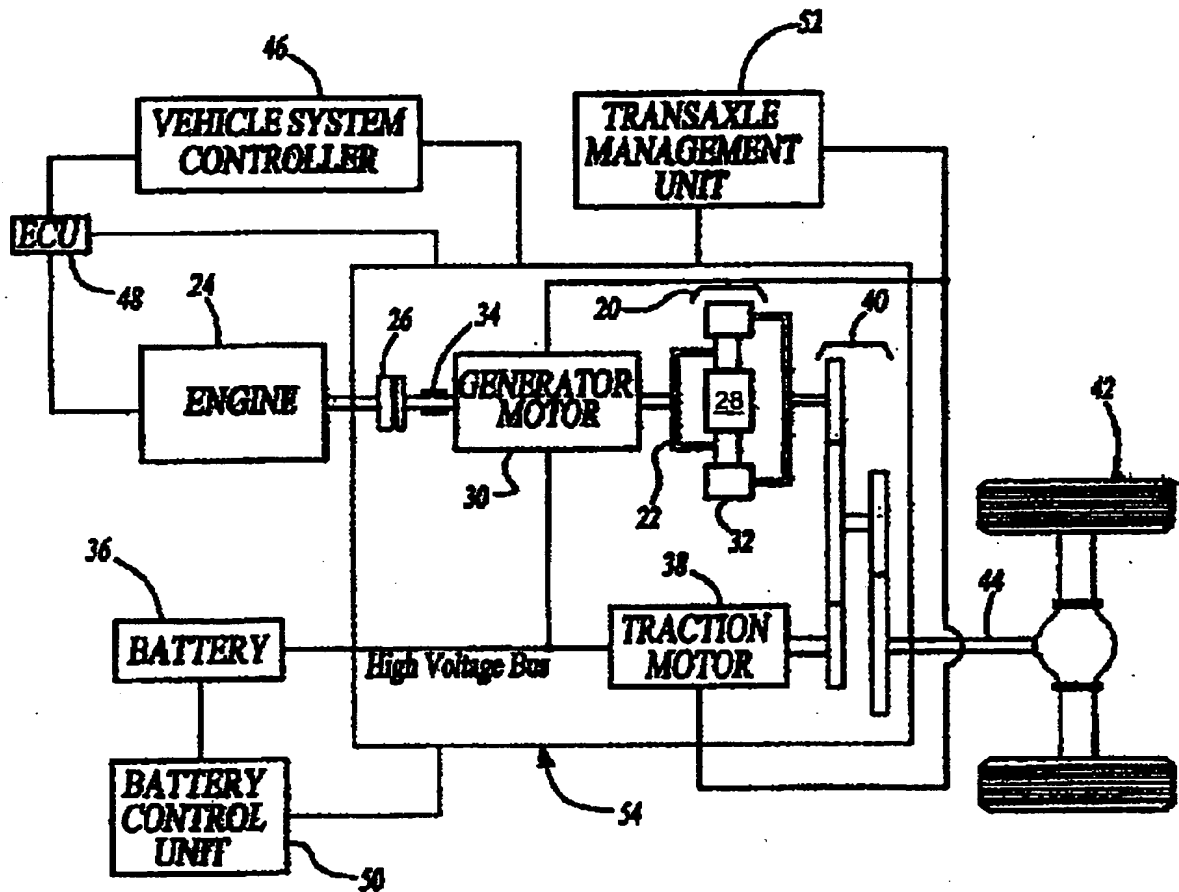 52
46
VEHICLE SYSTEM
CONTROLLER
TRANSAXLE
MANAGEMENT
UNIT
ECU
48
24
26
34
20
40
ENGINE
GENERATOR
MOTOR
28
42
30
22
32
36
38
44
BATTERY
High Voltage Bus
TRACTION
MOTOR
BATTERY
CONTROL
UNIT
54
50